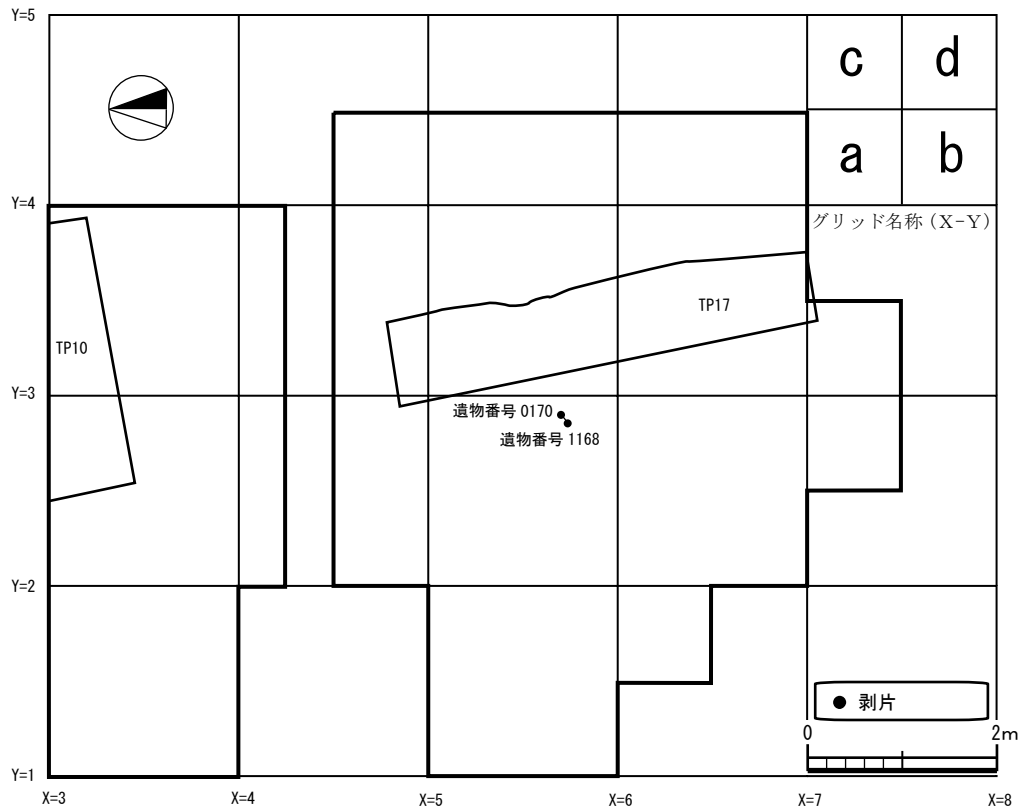 Y=5
c d
a b
Y=4
グリッド名称(X-Y)
TP17
TP10
Y=3
遺物番号 0170
遺物番号 1168
Y=2
● 剥片
0 2m
Y=1
X=3 X=4 X=5 X=6 X=7 X=8